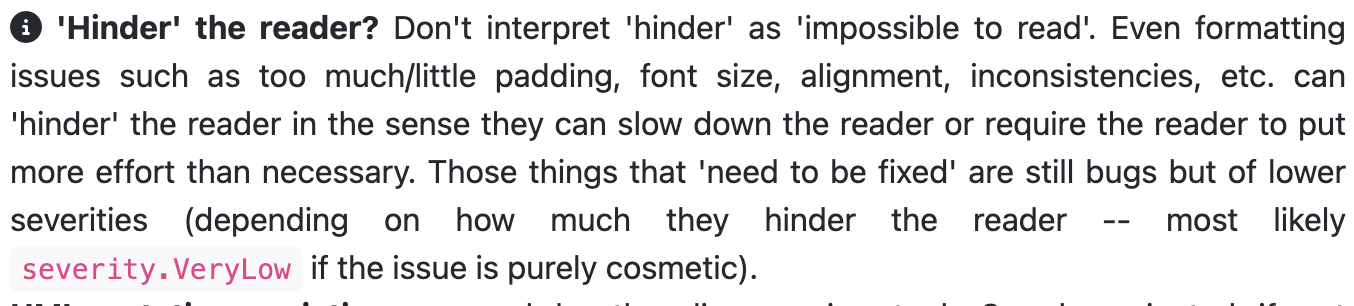 'Hinder' the reader? Don't interpret 'hinder' as 'impossible to read'. Even formatting
issues such as too much/little padding, font size, alignment, inconsistencies, etc. can
'hinder' the reader in the sense they can slow down the reader or require the reader to put
more effort than necessary. Those things that 'need to be fixed' are still bugs but of lower
severities (depending on how much they hinder the reader -- most likely
severity.VeryLow if the issue is purely cosmetic).